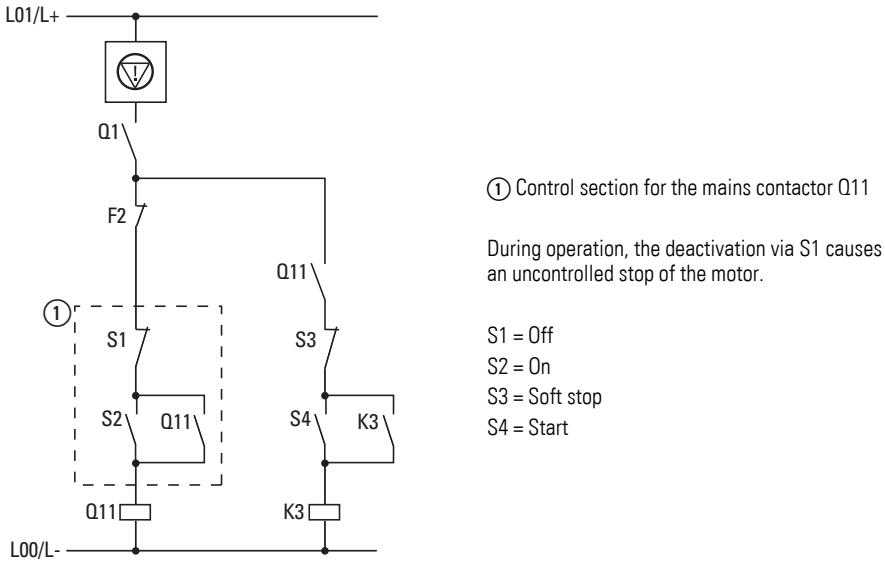 L01/L+
Q1
F2
Q11
①
S1
S3
S2
Q11
S4
K3
Q11
K3
L00/L-
① Control section for the mains contactor Q11
During operation, the deactivation via S1 causes
an uncontrolled stop of the motor.
S1 = Off
S2 = On
S3 = Soft stop
S4 = Start